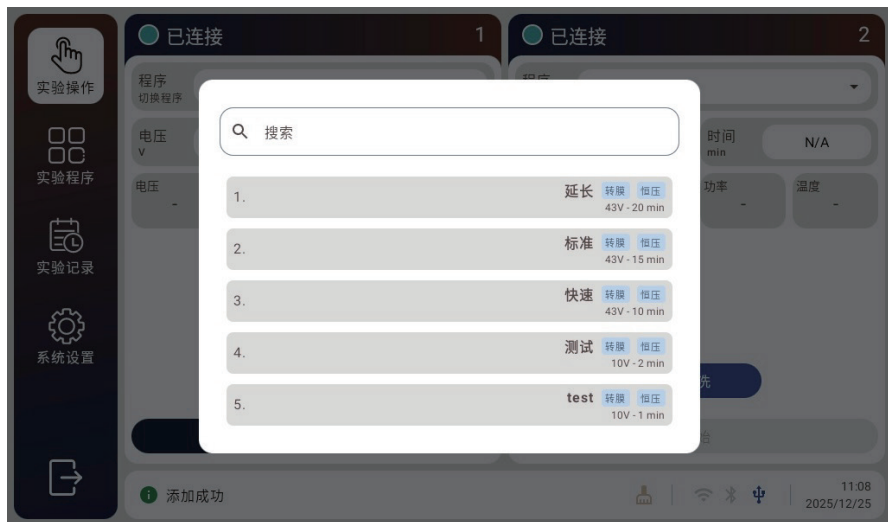 实验操作
实验程序
实验记录
系统设置
已连接 1
程序
切换程序
电压
V
电压
-
已连接 2
时间
min
N/A
功率
-
温度
-
搜索
1. 延长 转膜 恒压
43V - 20 min
2. 标准 转膜 恒压
43V - 15 min
3. 快速 转膜 恒压
43V - 10 min
4. 测试 转膜 恒压
10V - 2 min
5. test 转膜 恒压
10V - 1 min
添加成功
11:08
2025/12/25